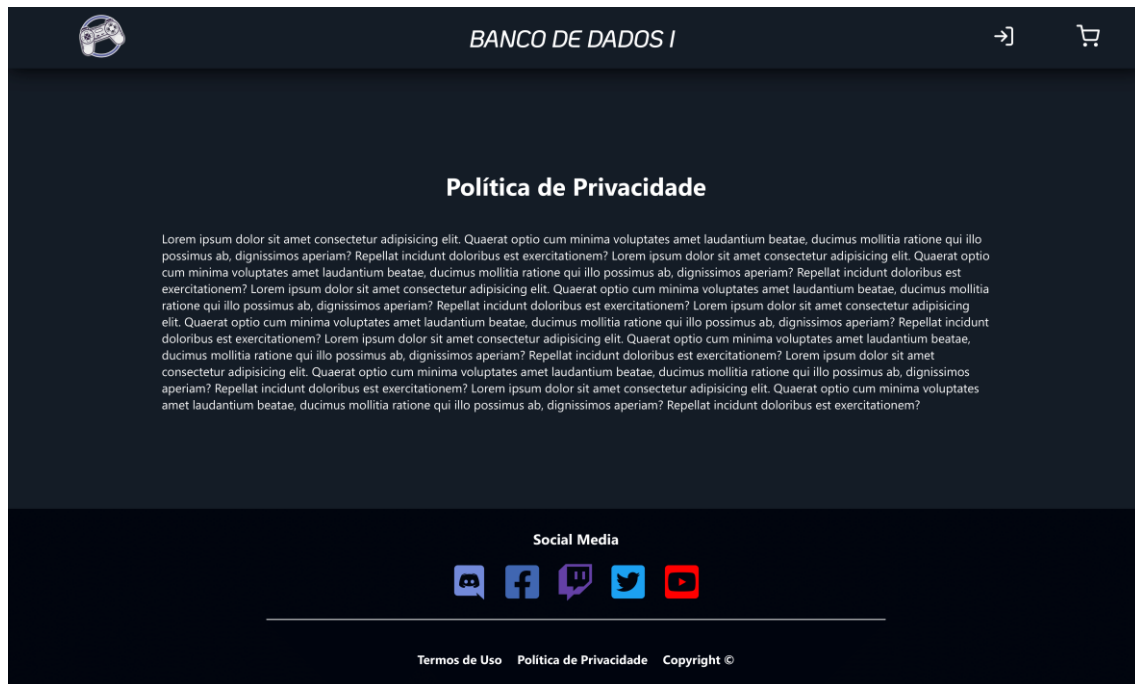 BANCO DE DADOS I
Política de Privacidade
Lorem ipsum dolor sit amet consectetur adipisicing elit. Quaerat optio cum minima voluptates amet laudantium beatae, ducimus mollitia ratione qui illo
possimus ab, dignissimos aperiam? Repellat incidunt doloribus est exercitationem? Lorem ipsum dolor sit amet consectetur adipisicing elit. Quaerat optio
cum minima voluptates amet laudantium beatae, ducimus mollitia ratione qui illo possimus ab, dignissimos aperiam? Repellat incidunt doloribus est
exercitationem? Lorem ipsum dolor sit amet consectetur adipisicing elit. Quaerat optio cum minima voluptates amet laudantium beatae, ducimus mollitia
ratione qui illo possimus ab, dignissimos aperiam? Repellat incidunt doloribus est exercitationem? Lorem ipsum dolor sit amet consectetur adipisicing
elit. Quaerat optio cum minima voluptates amet laudantium beatae, ducimus mollitia ratione qui illo possimus ab, dignissimos aperiam? Repellat incidunt
doloribus est exercitationem? Lorem ipsum dolor sit amet consectetur adipisicing elit. Quaerat optio cum minima voluptates amet laudantium beatae,
ducimus mollitia ratione qui illo possimus ab, dignissimos aperiam? Repellat incidunt doloribus est exercitationem? Lorem ipsum dolor sit amet
consectetur adipisicing elit. Quaerat optio cum minima voluptates amet laudantium beatae, ducimus mollitia ratione qui illo possimus ab, dignissimos
aperiam? Repellat incidunt doloribus est exercitationem? Lorem ipsum dolor sit amet consectetur adipisicing elit. Quaerat optio cum minima voluptates
amet laudantium beatae, ducimus mollitia ratione qui illo possimus ab, dignissimos aperiam? Repellat incidunt doloribus est exercitationem?
Social Media
Termos de Uso Política de Privacidade Copyright ©